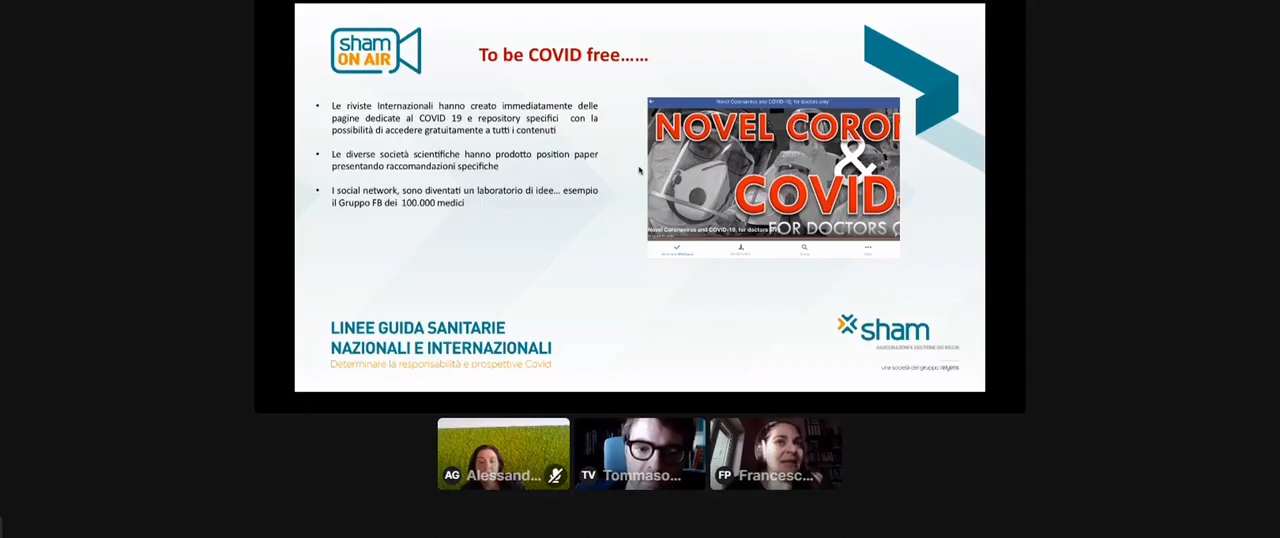 sham
ON AIR
To be COVID free......
• Le riviste Internazionali hanno creato immediatamente delle
pagine dedicate al COVID 19 e repository specifici con la
possibilità di accedere gratuitamente a tutti i contenuti
• Le diverse società scientifiche hanno prodotto position paper
presentando raccomandazioni specifiche
• I social network, sono diventati un laboratorio di idee... esempio
il Gruppo FB dei 100.000 medici
Novel Coronavirus and COVID-19, for doctors only
NOVEL COROI
&
COVID-
FOR DOCTORS
Novel Coronavirus and COVID-19, for doctors only
LINEE GUIDA SANITARIE
NAZIONALI E INTERNAZIONALI
Determinare la responsabilità e prospettive Covid
sham
ASSICURAZIONI E GESTIONE DEI RISCHI
una società del gruppo relyens
AG Alessand...
TV Tommaso...
FP Francesc...